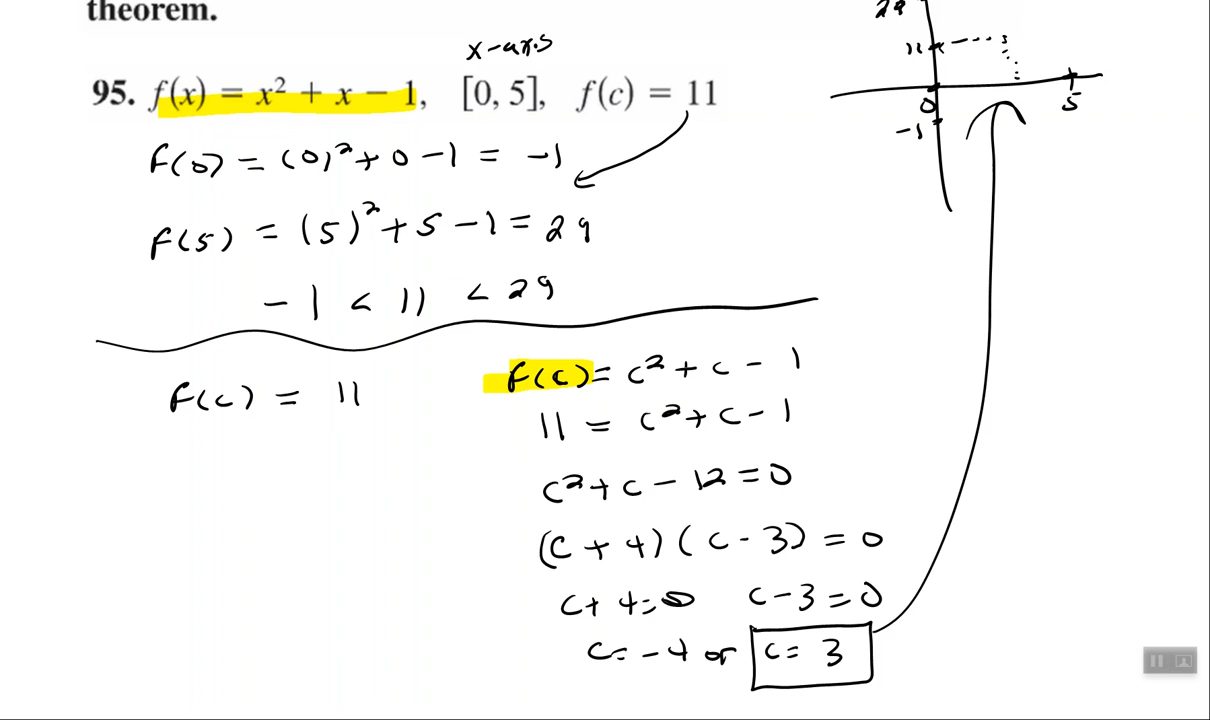 theorem.
x-axis
95. f(x) = x² + x − 1, [0, 5], f(c) = 11
f(0) = (0)² + 0 − 1 = −1
f(5) = (5)² + 5 − 1 = 29
−1 < 11 < 29
f(c) = 11
f(c) = c² + c − 1
11 = c² + c − 1
c² + c − 12 = 0
(c + 4)(c − 3) = 0
c + 4 = 0 c − 3 = 0
c = −4 or c = 3
29
11
0 5
−1